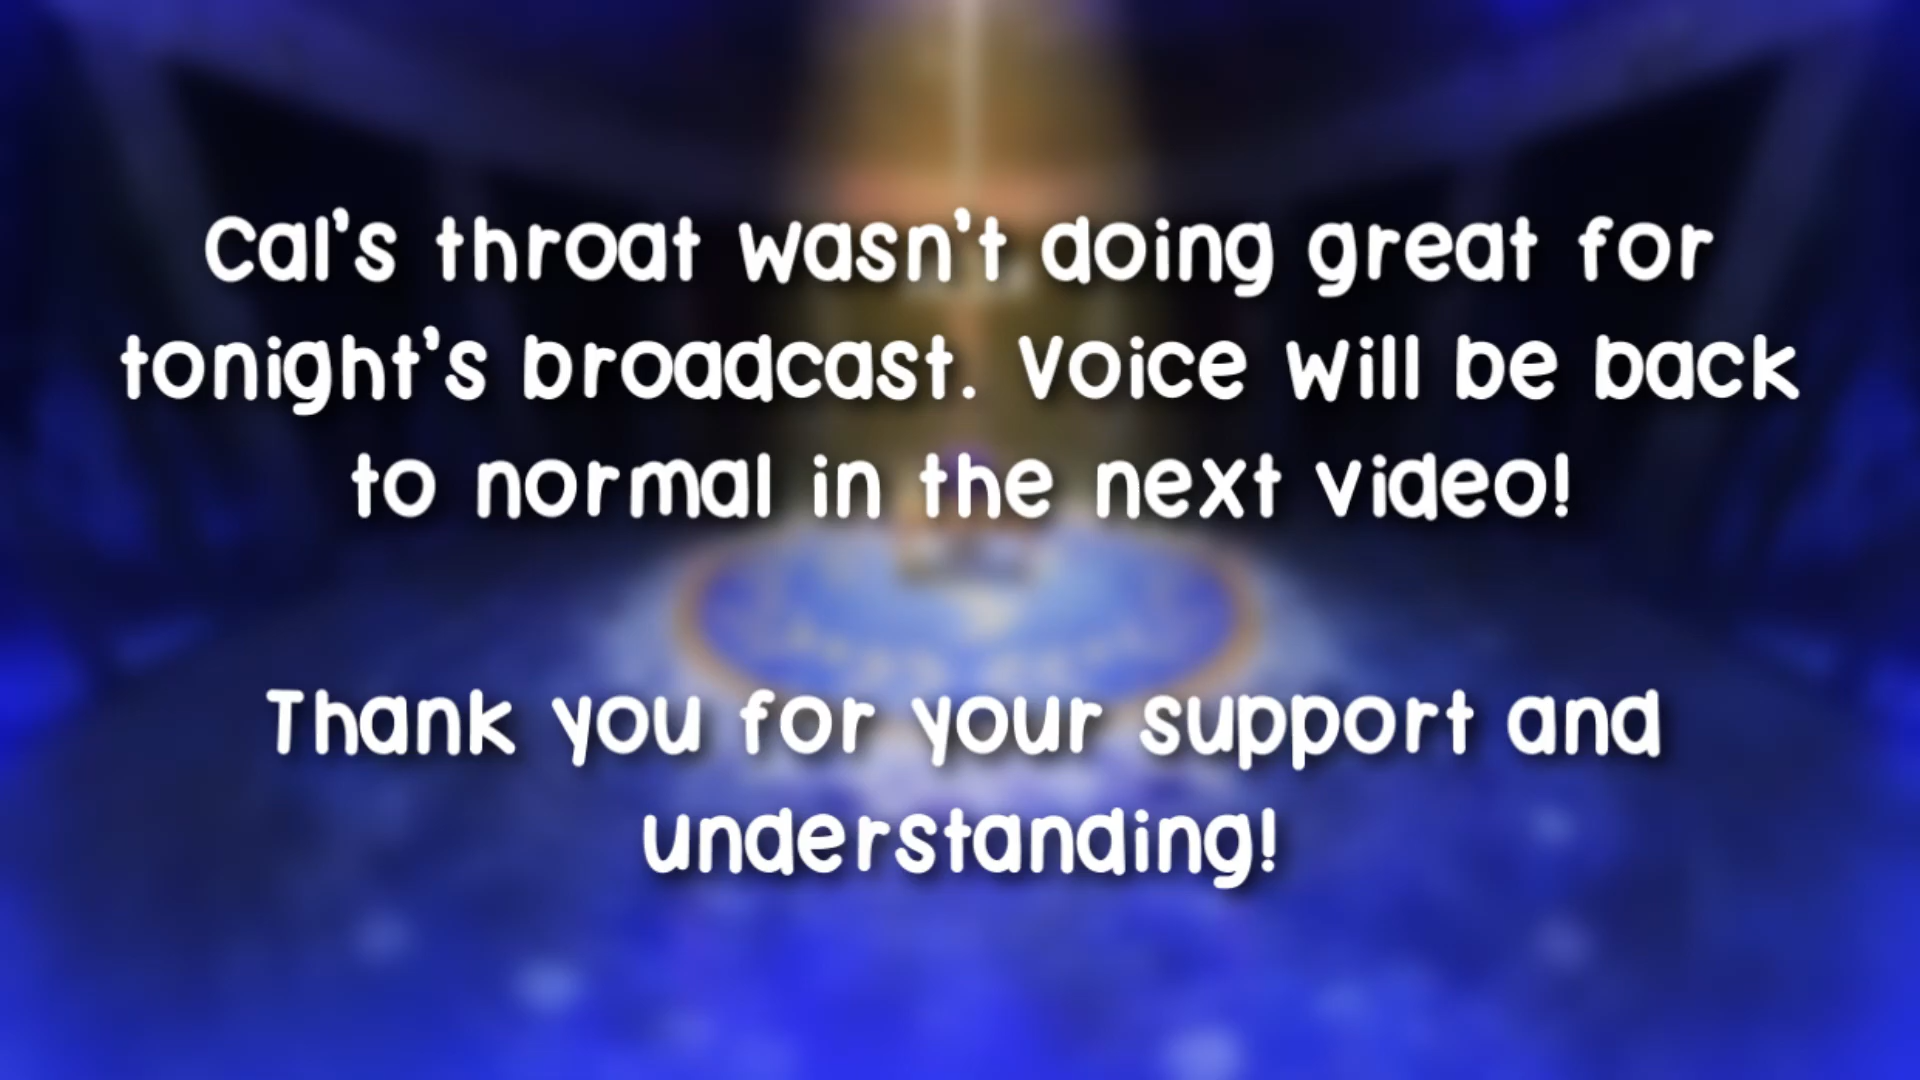 Cal's throat wasn't doing great for
tonight's broadcast. Voice will be back
to normal in the next video!
Thank you for your support and
understanding!